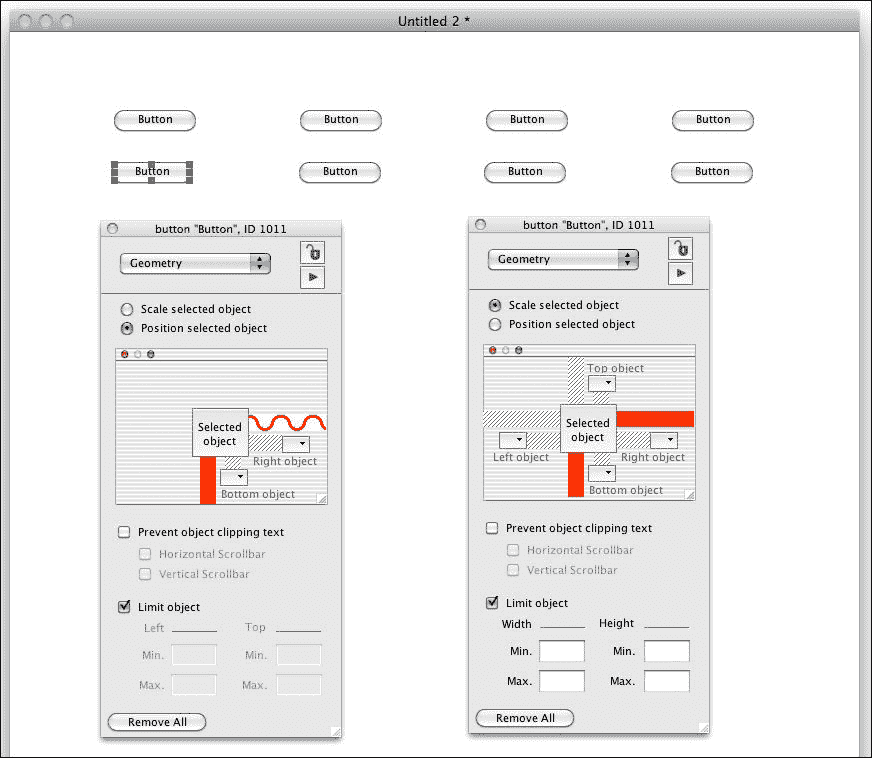 Untitled 2 *
Button Button Button Button
Button Button Button Button
button "Button", ID 1011
Geometry
Scale selected object
Position selected object
Selected
object
Right object
Bottom object
Prevent object clipping text
Horizontal Scrollbar
Vertical Scrollbar
Limit object
Left Top
Min. Min.
Max. Max.
Remove All
button "Button", ID 1011
Geometry
Scale selected object
Position selected object
Top object
Selected
object
Left object Right object
Bottom object
Prevent object clipping text
Horizontal Scrollbar
Vertical Scrollbar
Limit object
Width Height
Min. Min.
Max. Max.
Remove All